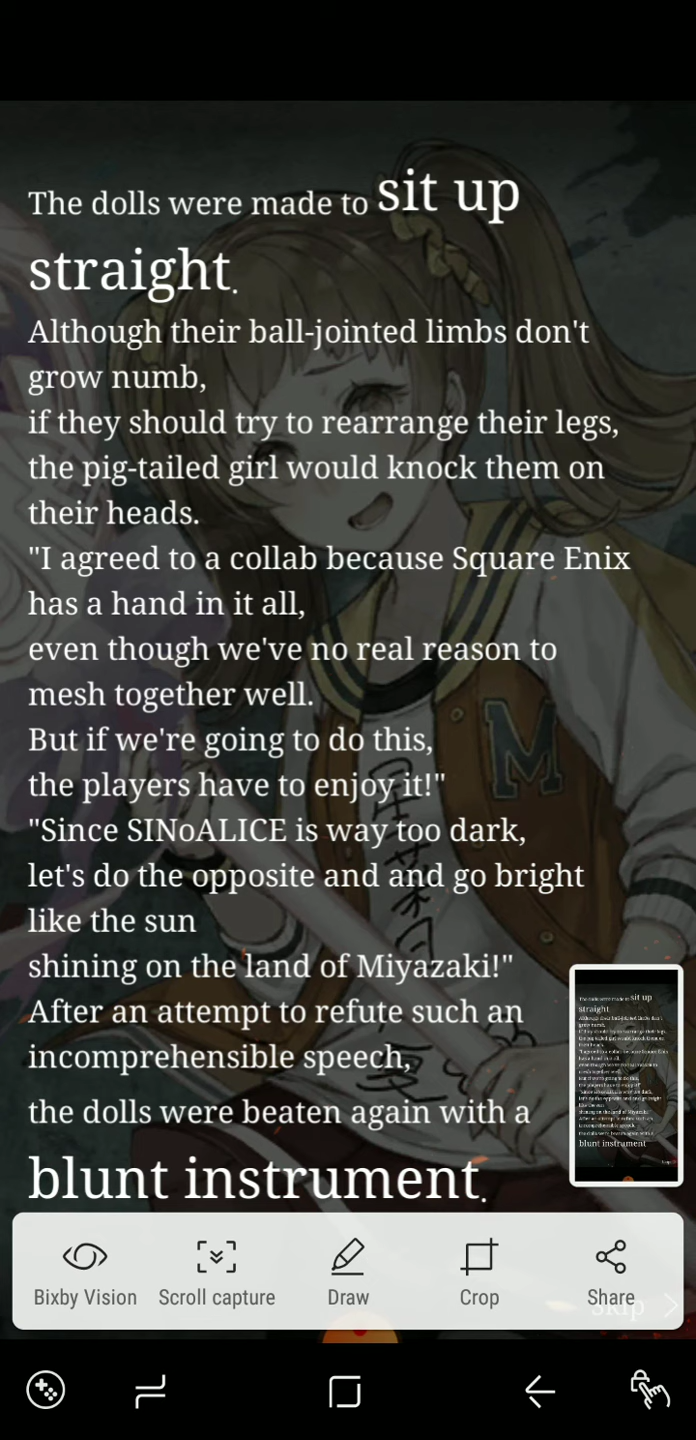 The dolls were made to sit up
straight.
Although their ball-jointed limbs don't
grow numb,
if they should try to rearrange their legs,
the pig-tailed girl would knock them on
their heads.
"I agreed to a collab because Square Enix
has a hand in it all,
even though we've no real reason to
mesh together well.
But if we're going to do this,
the players have to enjoy it!"
"Since SINoALICE is way too dark,
let's do the opposite and and go bright
like the sun
shining on the land of Miyazaki!"
After an attempt to refute such an
incomprehensible speech,
the dolls were beaten again with a
blunt instrument.
M
Bixby Vision
Scroll capture
Draw
Crop
Share
Skip